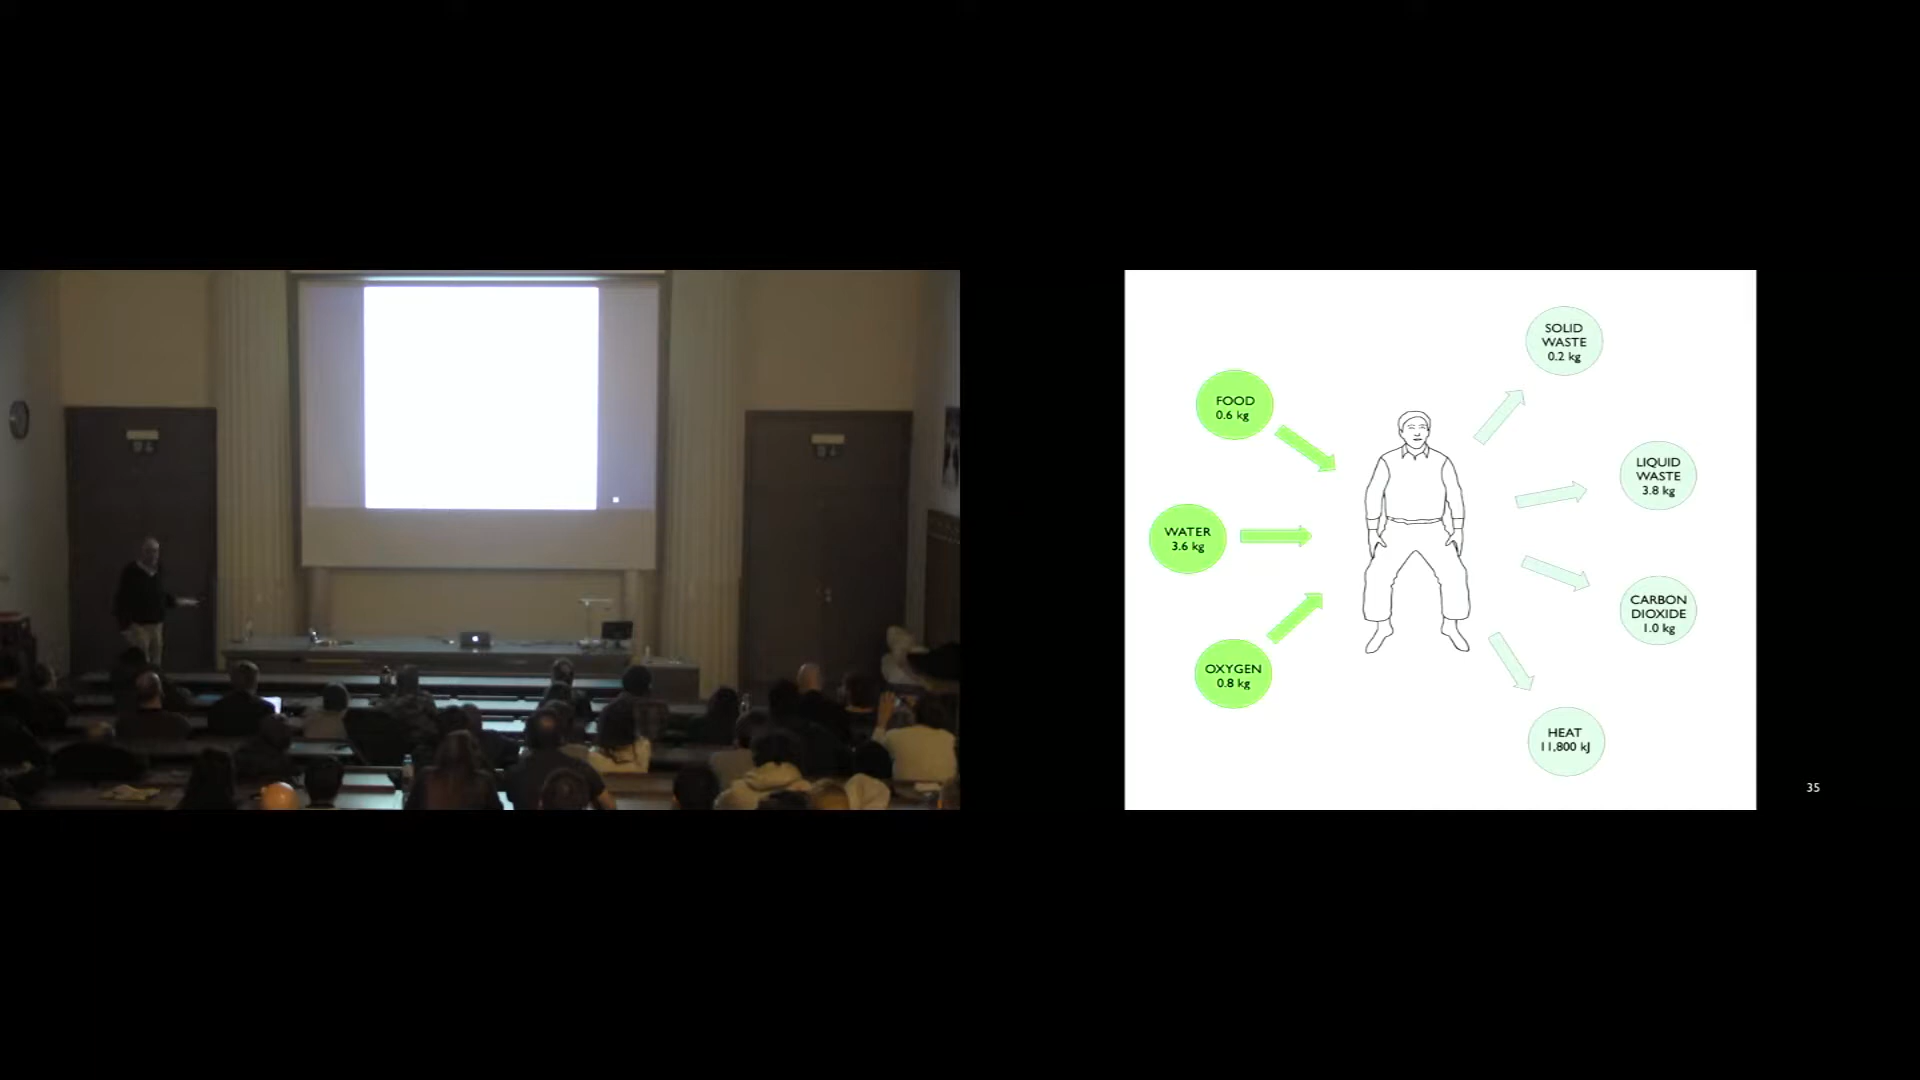 SOLID
WASTE
0.2 kg
FOOD
0.6 kg
LIQUID
WASTE
3.8 kg
WATER
3.6 kg
CARBON
DIOXIDE
1.0 kg
OXYGEN
0.8 kg
HEAT
11,800 kJ
35